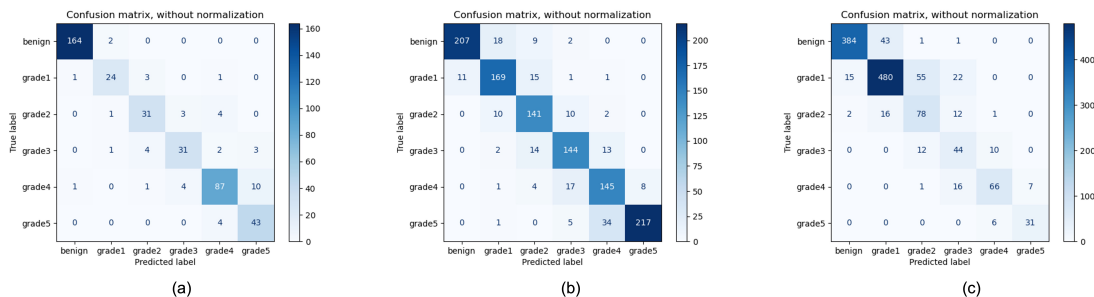 Confusion matrix, without normalization
True label
benign 164 2 0 0 0 0
grade1 1 24 3 0 1 0
grade2 0 1 31 3 4 0
grade3 0 1 4 31 2 3
grade4 1 0 1 4 87 10
grade5 0 0 0 0 4 43
benign grade1 grade2 grade3 grade4 grade5
Predicted label
160
140
120
100
80
60
40
20
0
(a)
Confusion matrix, without normalization
True label
benign 207 18 9 2 0 0
grade1 11 169 15 1 1 0
grade2 0 10 141 10 2 0
grade3 0 2 14 144 13 0
grade4 0 1 4 17 145 8
grade5 0 1 0 5 34 217
benign grade1 grade2 grade3 grade4 grade5
Predicted label
200
175
150
125
100
75
50
25
0
(b)
Confusion matrix, without normalization
True label
benign 384 43 1 1 0 0
grade1 15 480 55 22 0 0
grade2 2 16 78 12 1 0
grade3 0 0 12 44 10 0
grade4 0 0 1 16 66 7
grade5 0 0 0 0 6 31
benign grade1 grade2 grade3 grade4 grade5
Predicted label
400
300
200
100
0
(c)